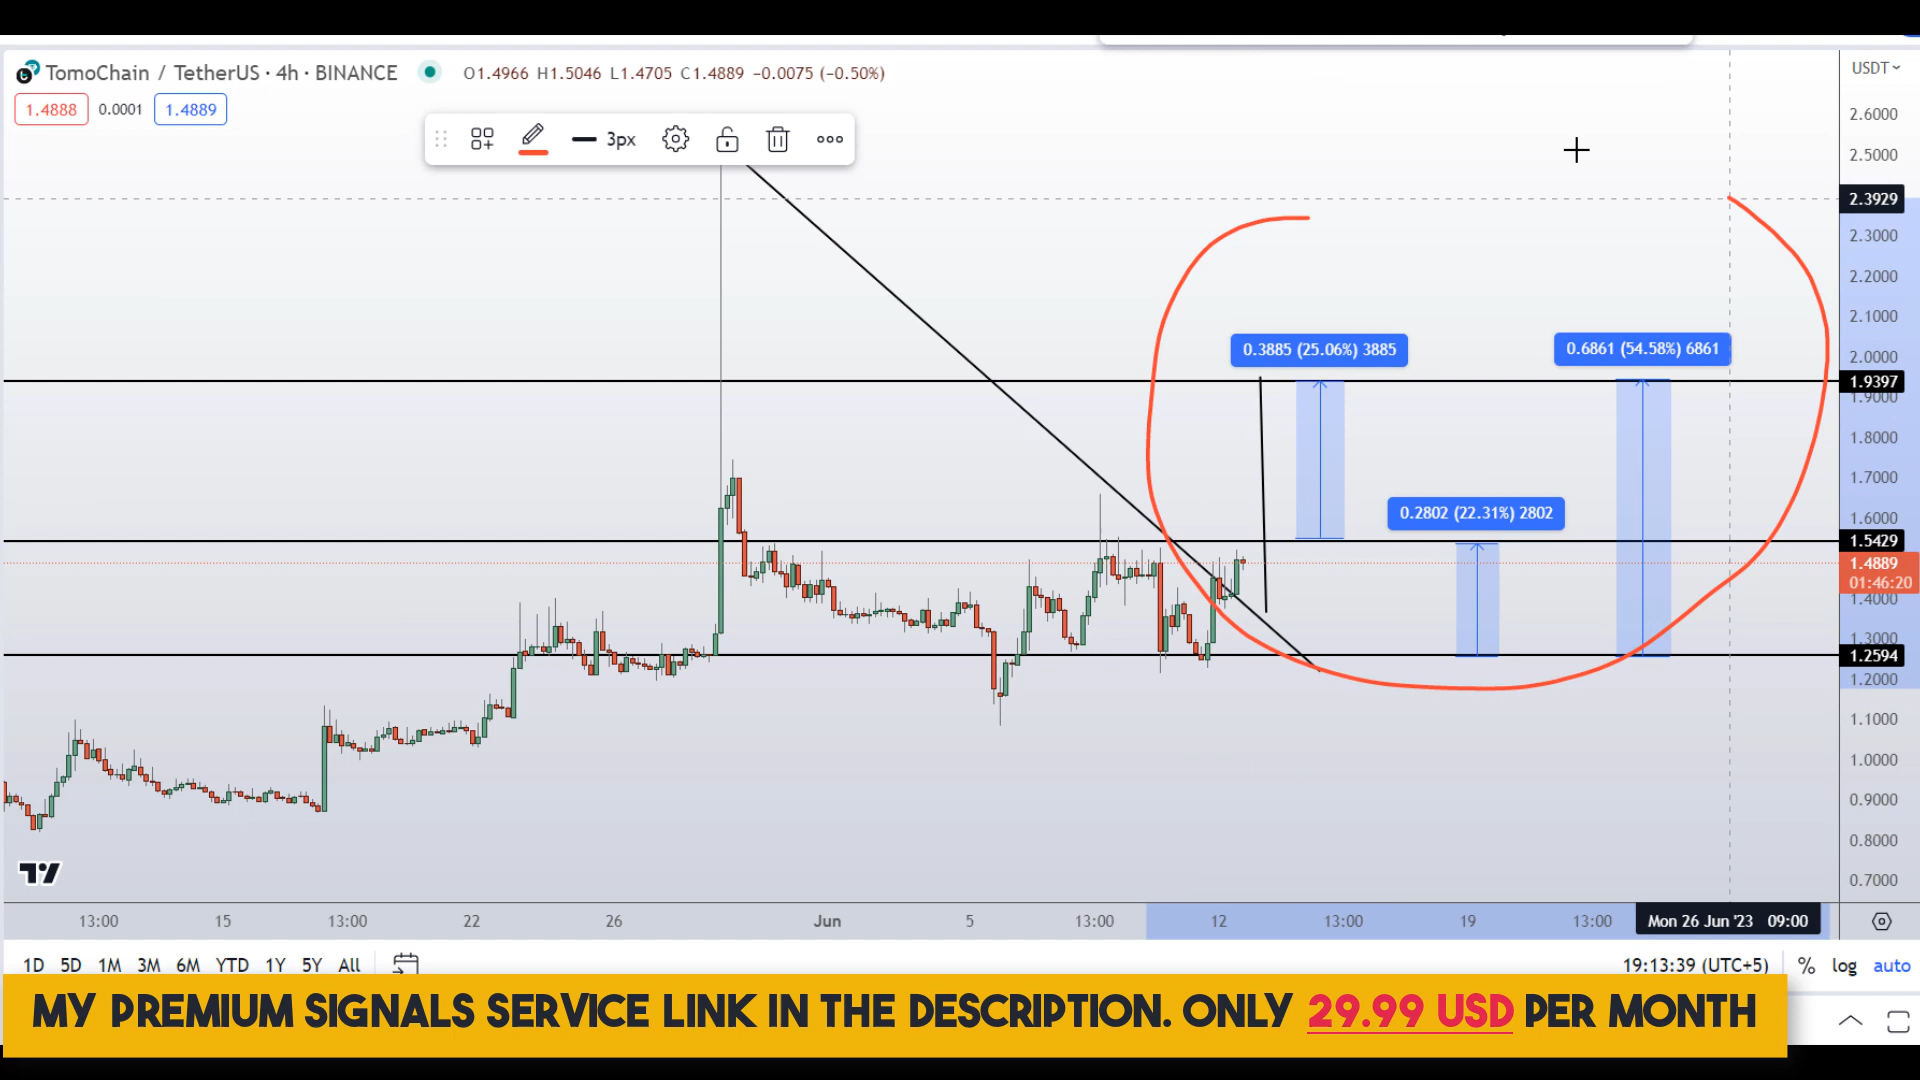 TomoChain / TetherUS · 4h · BINANCE O1.4966 H1.5046 L1.4705 C1.4889 −0.0075 (−0.50%)
USDT
1.4888 0.0001 1.4889
3px
2.6000
2.5000
2.3929
2.3000
2.2000
2.1000
0.3885 (25.06%) 3885
0.6861 (54.58%) 6861
2.0000
1.9397
1.9000
1.8000
1.7000
0.2802 (22.31%) 2802
1.6000
1.5429
1.4889
01:46:20
1.4000
1.3000
1.2594
1.2000
1.1000
1.0000
0.9000
0.8000
0.7000
13:00 15 13:00 22 26 Jun 5 13:00 12 13:00 19 13:00 Mon 26 Jun '23 09:00
1D 5D 1M 3M 6M YTD 1Y 5Y All 19:13:39 (UTC+5) % log auto
MY PREMIUM SIGNALS SERVICE LINK IN THE DESCRIPTION. ONLY 29.99 USD PER MONTH